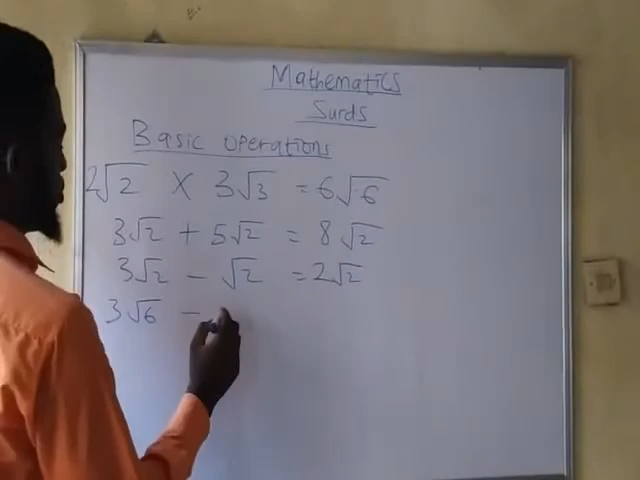 Mathematics
Surds
Basic operations
2√2 × 3√3 = 6√6
3√2 + 5√2 = 8√2
3√2 − √2 = 2√2
3√6 −